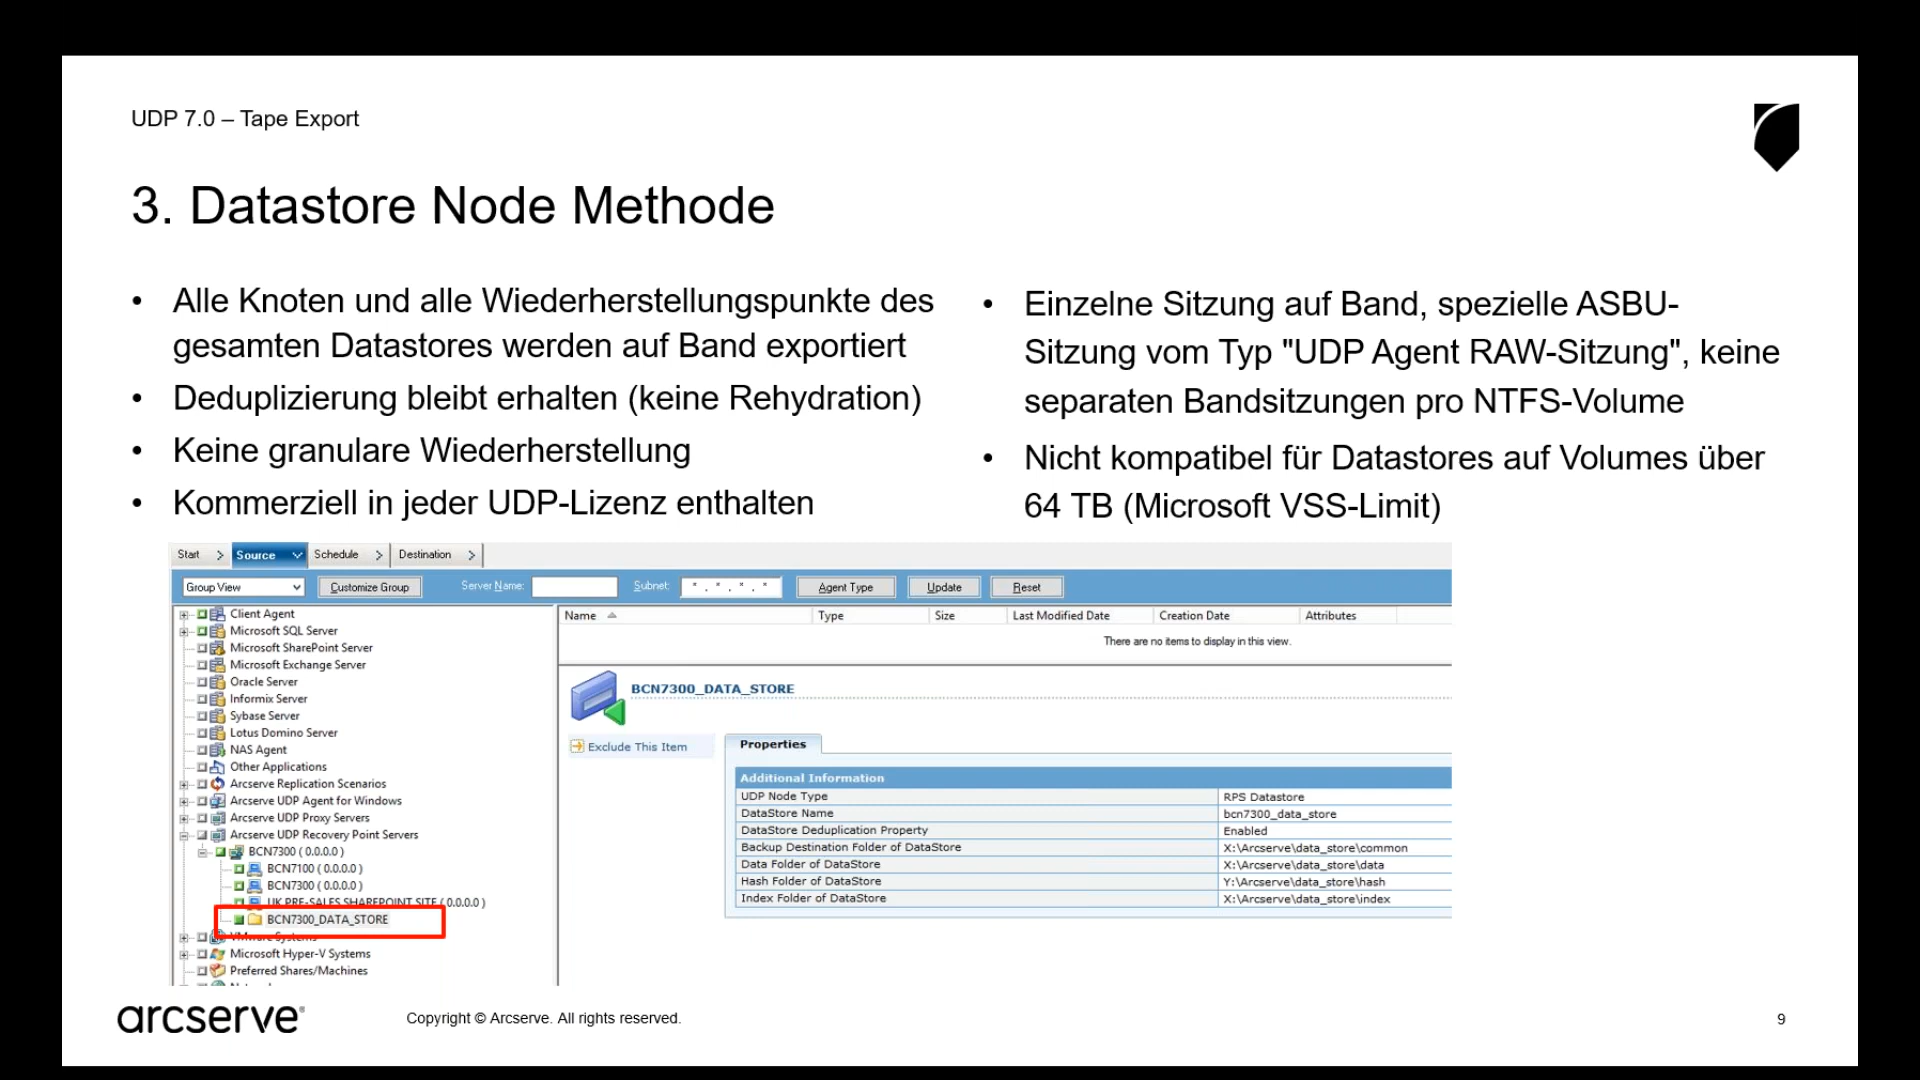 UDP 7.0 – Tape Export
3. Datastore Node Methode
• Alle Knoten und alle Wiederherstellungspunkte des
gesamten Datastores werden auf Band exportiert
• Deduplizierung bleibt erhalten (keine Rehydration)
• Keine granulare Wiederherstellung
• Kommerziell in jeder UDP-Lizenz enthalten
• Einzelne Sitzung auf Band, spezielle ASBU-
Sitzung vom Typ "UDP Agent RAW-Sitzung", keine
separaten Bandsitzungen pro NTFS-Volume
• Nicht kompatibel für Datastores auf Volumes über
64 TB (Microsoft VSS-Limit)
Start Source Schedule Destination
Group View Customize Group Server Name: Subnet: * . * . * . * Agent Type Update Reset
Client Agent
Microsoft SQL Server
Microsoft SharePoint Server
Microsoft Exchange Server
Oracle Server
Informix Server
Sybase Server
Lotus Domino Server
NAS Agent
Other Applications
Arcserve Replication Scenarios
Arcserve UDP Agent for Windows
Arcserve UDP Proxy Servers
Arcserve UDP Recovery Point Servers
BCN7300 ( 0.0.0.0 )
BCN7100 ( 0.0.0.0 )
BCN7300 ( 0.0.0.0 )
UK PRE-SALES SHAREPOINT SITE ( 0.0.0.0 )
BCN7300_DATA_STORE
VMware Systems
Microsoft Hyper-V Systems
Preferred Shares/Machines
Name Type Size Last Modified Date Creation Date Attributes
There are no items to display in this view.
BCN7300_DATA_STORE
Exclude This Item
Properties
Additional Information
UDP Node Type RPS Datastore
DataStore Name bcn7300_data_store
DataStore Deduplication Property Enabled
Backup Destination Folder of DataStore X:\Arcserve\data_store\common
Data Folder of DataStore X:\Arcserve\data_store\data
Hash Folder of DataStore Y:\Arcserve\data_store\hash
Index Folder of DataStore X:\Arcserve\data_store\index
arcserve
Copyright © Arcserve. All rights reserved.
9